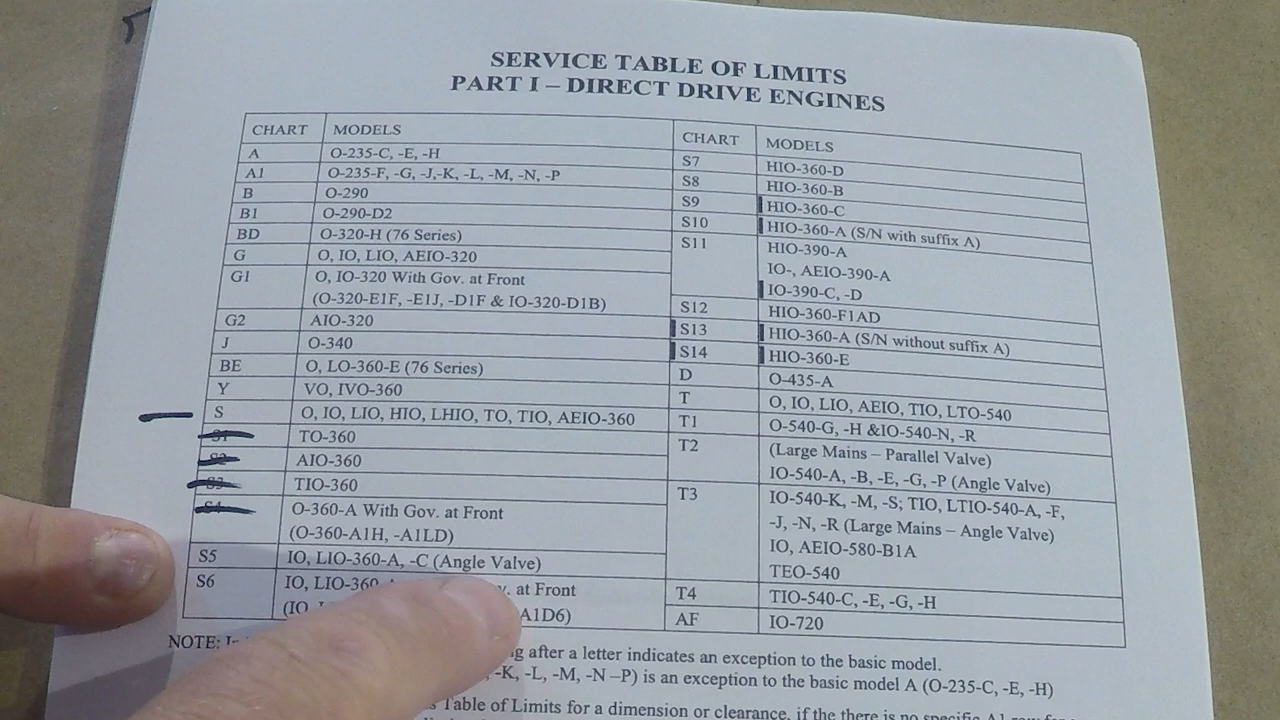 SERVICE TABLE OF LIMITS
PART I – DIRECT DRIVE ENGINES
CHART MODELS
A O-235-C, -E, -H
A1 O-235-F, -G, -J,-K, -L, -M, -N, -P
B O-290
B1 O-290-D2
BD O-320-H (76 Series)
G O, IO, LIO, AEIO-320
G1 O, IO-320 With Gov. at Front
(O-320-E1F, -E1J, -D1F & IO-320-D1B)
G2 AIO-320
J O-340
BE O, LO-360-E (76 Series)
Y VO, IVO-360
S O, IO, LIO, HIO, LHIO, TO, TIO, AEIO-360
S1 TO-360
S2 AIO-360
S3 TIO-360
S4 O-360-A With Gov. at Front
(O-360-A1H, -A1LD)
S5 IO, LIO-360-A, -C (Angle Valve)
S6 IO, LIO-360 at Front
(IO, A1D6)
CHART MODELS
S7 HIO-360-D
S8 HIO-360-B
S9 HIO-360-C
S10 HIO-360-A (S/N with suffix A)
S11 HIO-390-A
IO-, AEIO-390-A
IO-390-C, -D
S12 HIO-360-F1AD
S13 HIO-360-A (S/N without suffix A)
S14 HIO-360-E
D O-435-A
T O, IO, LIO, AEIO, TIO, LTO-540
T1 O-540-G, -H &IO-540-N, -R
T2 (Large Mains – Parallel Valve)
IO-540-A, -B, -E, -G, -P (Angle Valve)
T3 IO-540-K, -M, -S; TIO, LTIO-540-A, -F,
-J, -N, -R (Large Mains – Angle Valve)
IO, AEIO-580-B1A
TEO-540
T4 TIO-540-C, -E, -G, -H
AF IO-720
NOTE: after a letter indicates an exception to the basic model.
-K, -L, -M, -N –P) is an exception to the basic model A (O-235-C, -E, -H)
Table of Limits for a dimension or clearance, if the there is no specific A1 row for